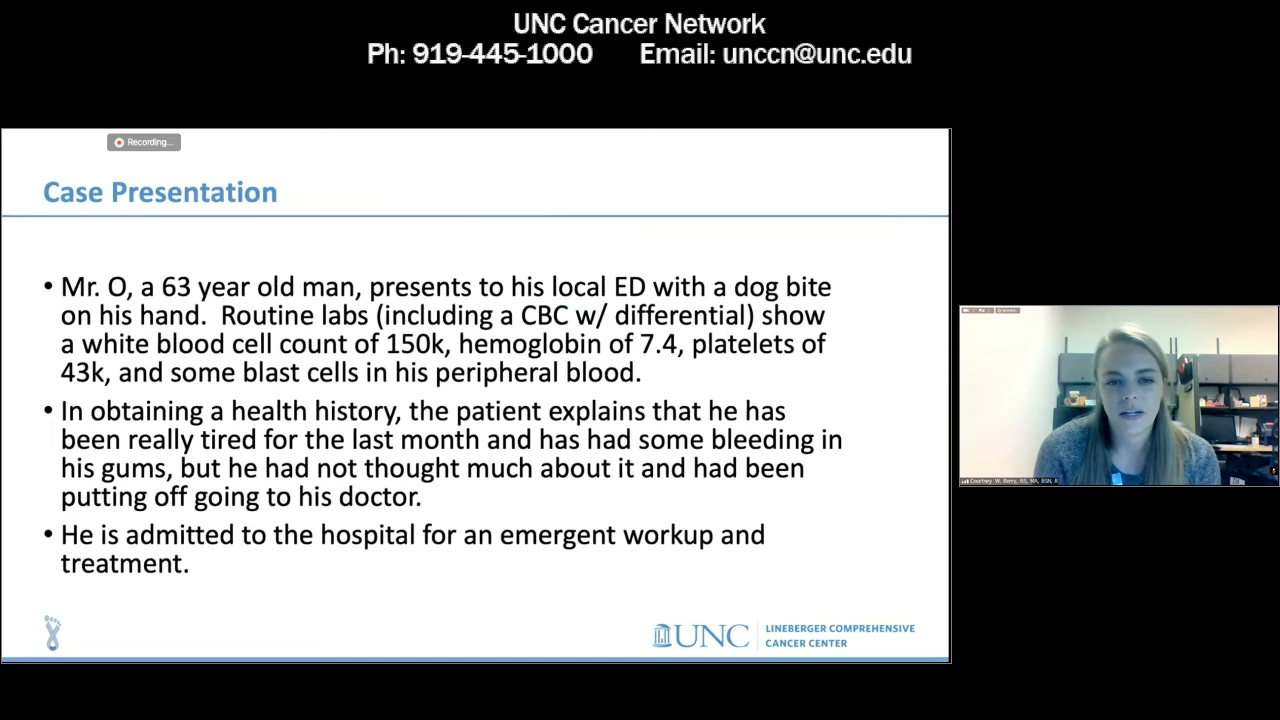 UNC Cancer Network
Ph: 919-445-1000 Email: unccn@unc.edu
Recording...
Case Presentation
• Mr. O, a 63 year old man, presents to his local ED with a dog bite
on his hand. Routine labs (including a CBC w/ differential) show
a white blood cell count of 150k, hemoglobin of 7.4, platelets of
43k, and some blast cells in his peripheral blood.
• In obtaining a health history, the patient explains that he has
been really tired for the last month and has had some bleeding in
his gums, but he had not thought much about it and had been
putting off going to his doctor.
• He is admitted to the hospital for an emergent workup and
treatment.
UNC
LINEBERGER COMPREHENSIVE
CANCER CENTER
Courtney W. Berry, BS, MA, BSN, R